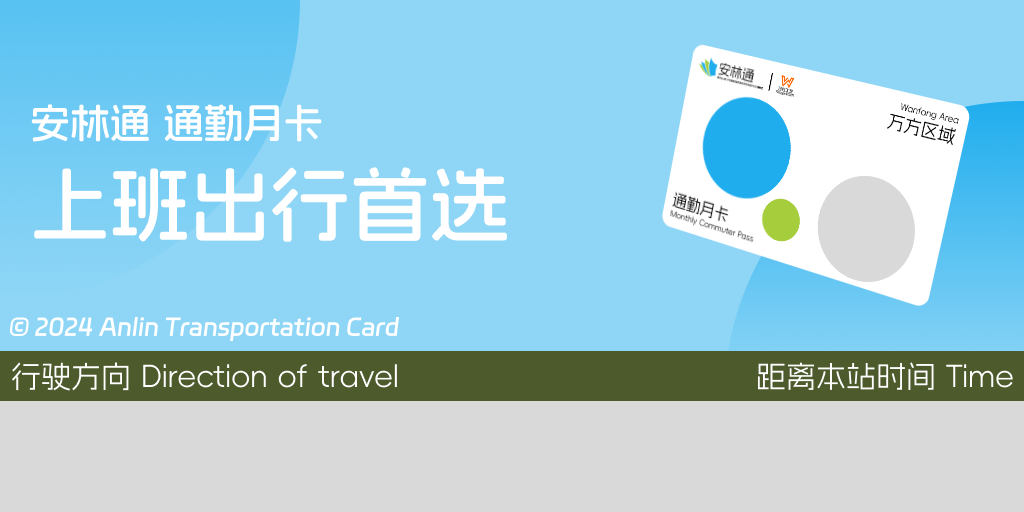 安林通 通勤月卡
上班出行首选
© 2024 Anlin Transportation Card
安林通
Wanfang Area
万方区域
通勤月卡
Monthly Commuter Pass
行驶方向 Direction of travel
距离本站时间 Time